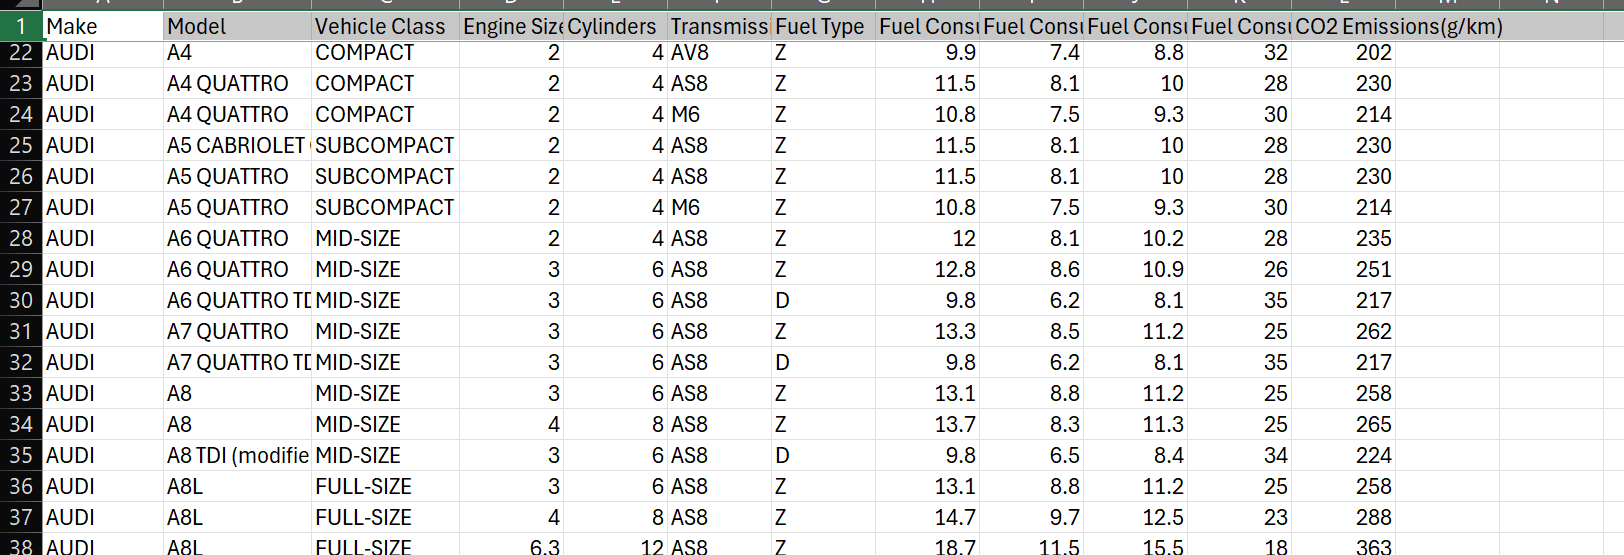 1 Make Model Vehicle Class Engine Size Cylinders Transmissi Fuel Type Fuel Consu Fuel Consu Fuel Consu Fuel Consu CO2 Emissions(g/km)
22 AUDI A4 COMPACT 2 4 AV8 Z 9.9 7.4 8.8 32 202
23 AUDI A4 QUATTRO COMPACT 2 4 AS8 Z 11.5 8.1 10 28 230
24 AUDI A4 QUATTRO COMPACT 2 4 M6 Z 10.8 7.5 9.3 30 214
25 AUDI A5 CABRIOLET SUBCOMPACT 2 4 AS8 Z 11.5 8.1 10 28 230
26 AUDI A5 QUATTRO SUBCOMPACT 2 4 AS8 Z 11.5 8.1 10 28 230
27 AUDI A5 QUATTRO SUBCOMPACT 2 4 M6 Z 10.8 7.5 9.3 30 214
28 AUDI A6 QUATTRO MID-SIZE 2 4 AS8 Z 12 8.1 10.2 28 235
29 AUDI A6 QUATTRO MID-SIZE 3 6 AS8 Z 12.8 8.6 10.9 26 251
30 AUDI A6 QUATTRO TD MID-SIZE 3 6 AS8 D 9.8 6.2 8.1 35 217
31 AUDI A7 QUATTRO MID-SIZE 3 6 AS8 Z 13.3 8.5 11.2 25 262
32 AUDI A7 QUATTRO TD MID-SIZE 3 6 AS8 D 9.8 6.2 8.1 35 217
33 AUDI A8 MID-SIZE 3 6 AS8 Z 13.1 8.8 11.2 25 258
34 AUDI A8 MID-SIZE 4 8 AS8 Z 13.7 8.3 11.3 25 265
35 AUDI A8 TDI (modifie MID-SIZE 3 6 AS8 D 9.8 6.5 8.4 34 224
36 AUDI A8L FULL-SIZE 3 6 AS8 Z 13.1 8.8 11.2 25 258
37 AUDI A8L FULL-SIZE 4 8 AS8 Z 14.7 9.7 12.5 23 288
38 AUDI A8L FULL-SIZE 6.3 12 AS8 Z 18.7 11.5 15.5 18 363